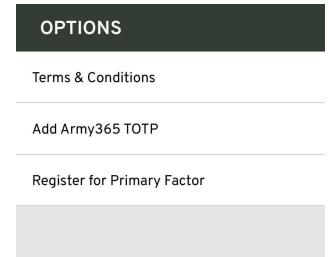 OPTIONS
Terms & Conditions
Add Army365 TOTP
Register for Primary Factor